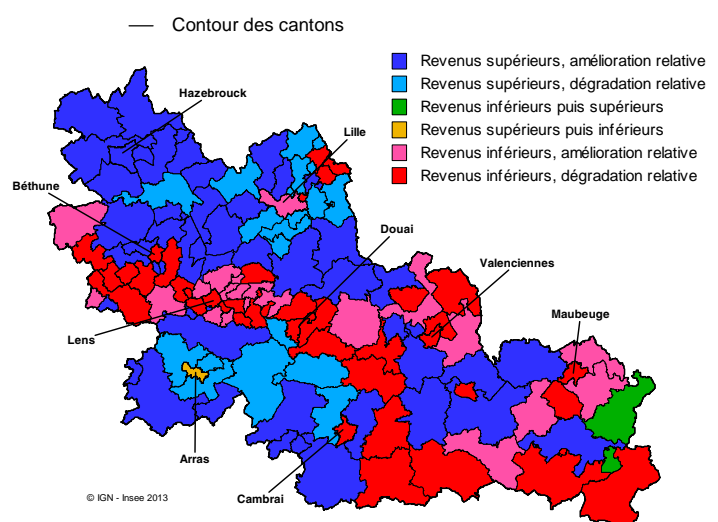 Contour des cantons
Revenus supérieurs, amélioration relative
Revenus supérieurs, dégradation relative
Revenus inférieurs puis supérieurs
Revenus supérieurs puis inférieurs
Revenus inférieurs, amélioration relative
Revenus inférieurs, dégradation relative
Hazebrouck
Lille
Béthune
Douai
Valenciennes
Maubeuge
Lens
Arras
Cambrai
© IGN - Insee 2013